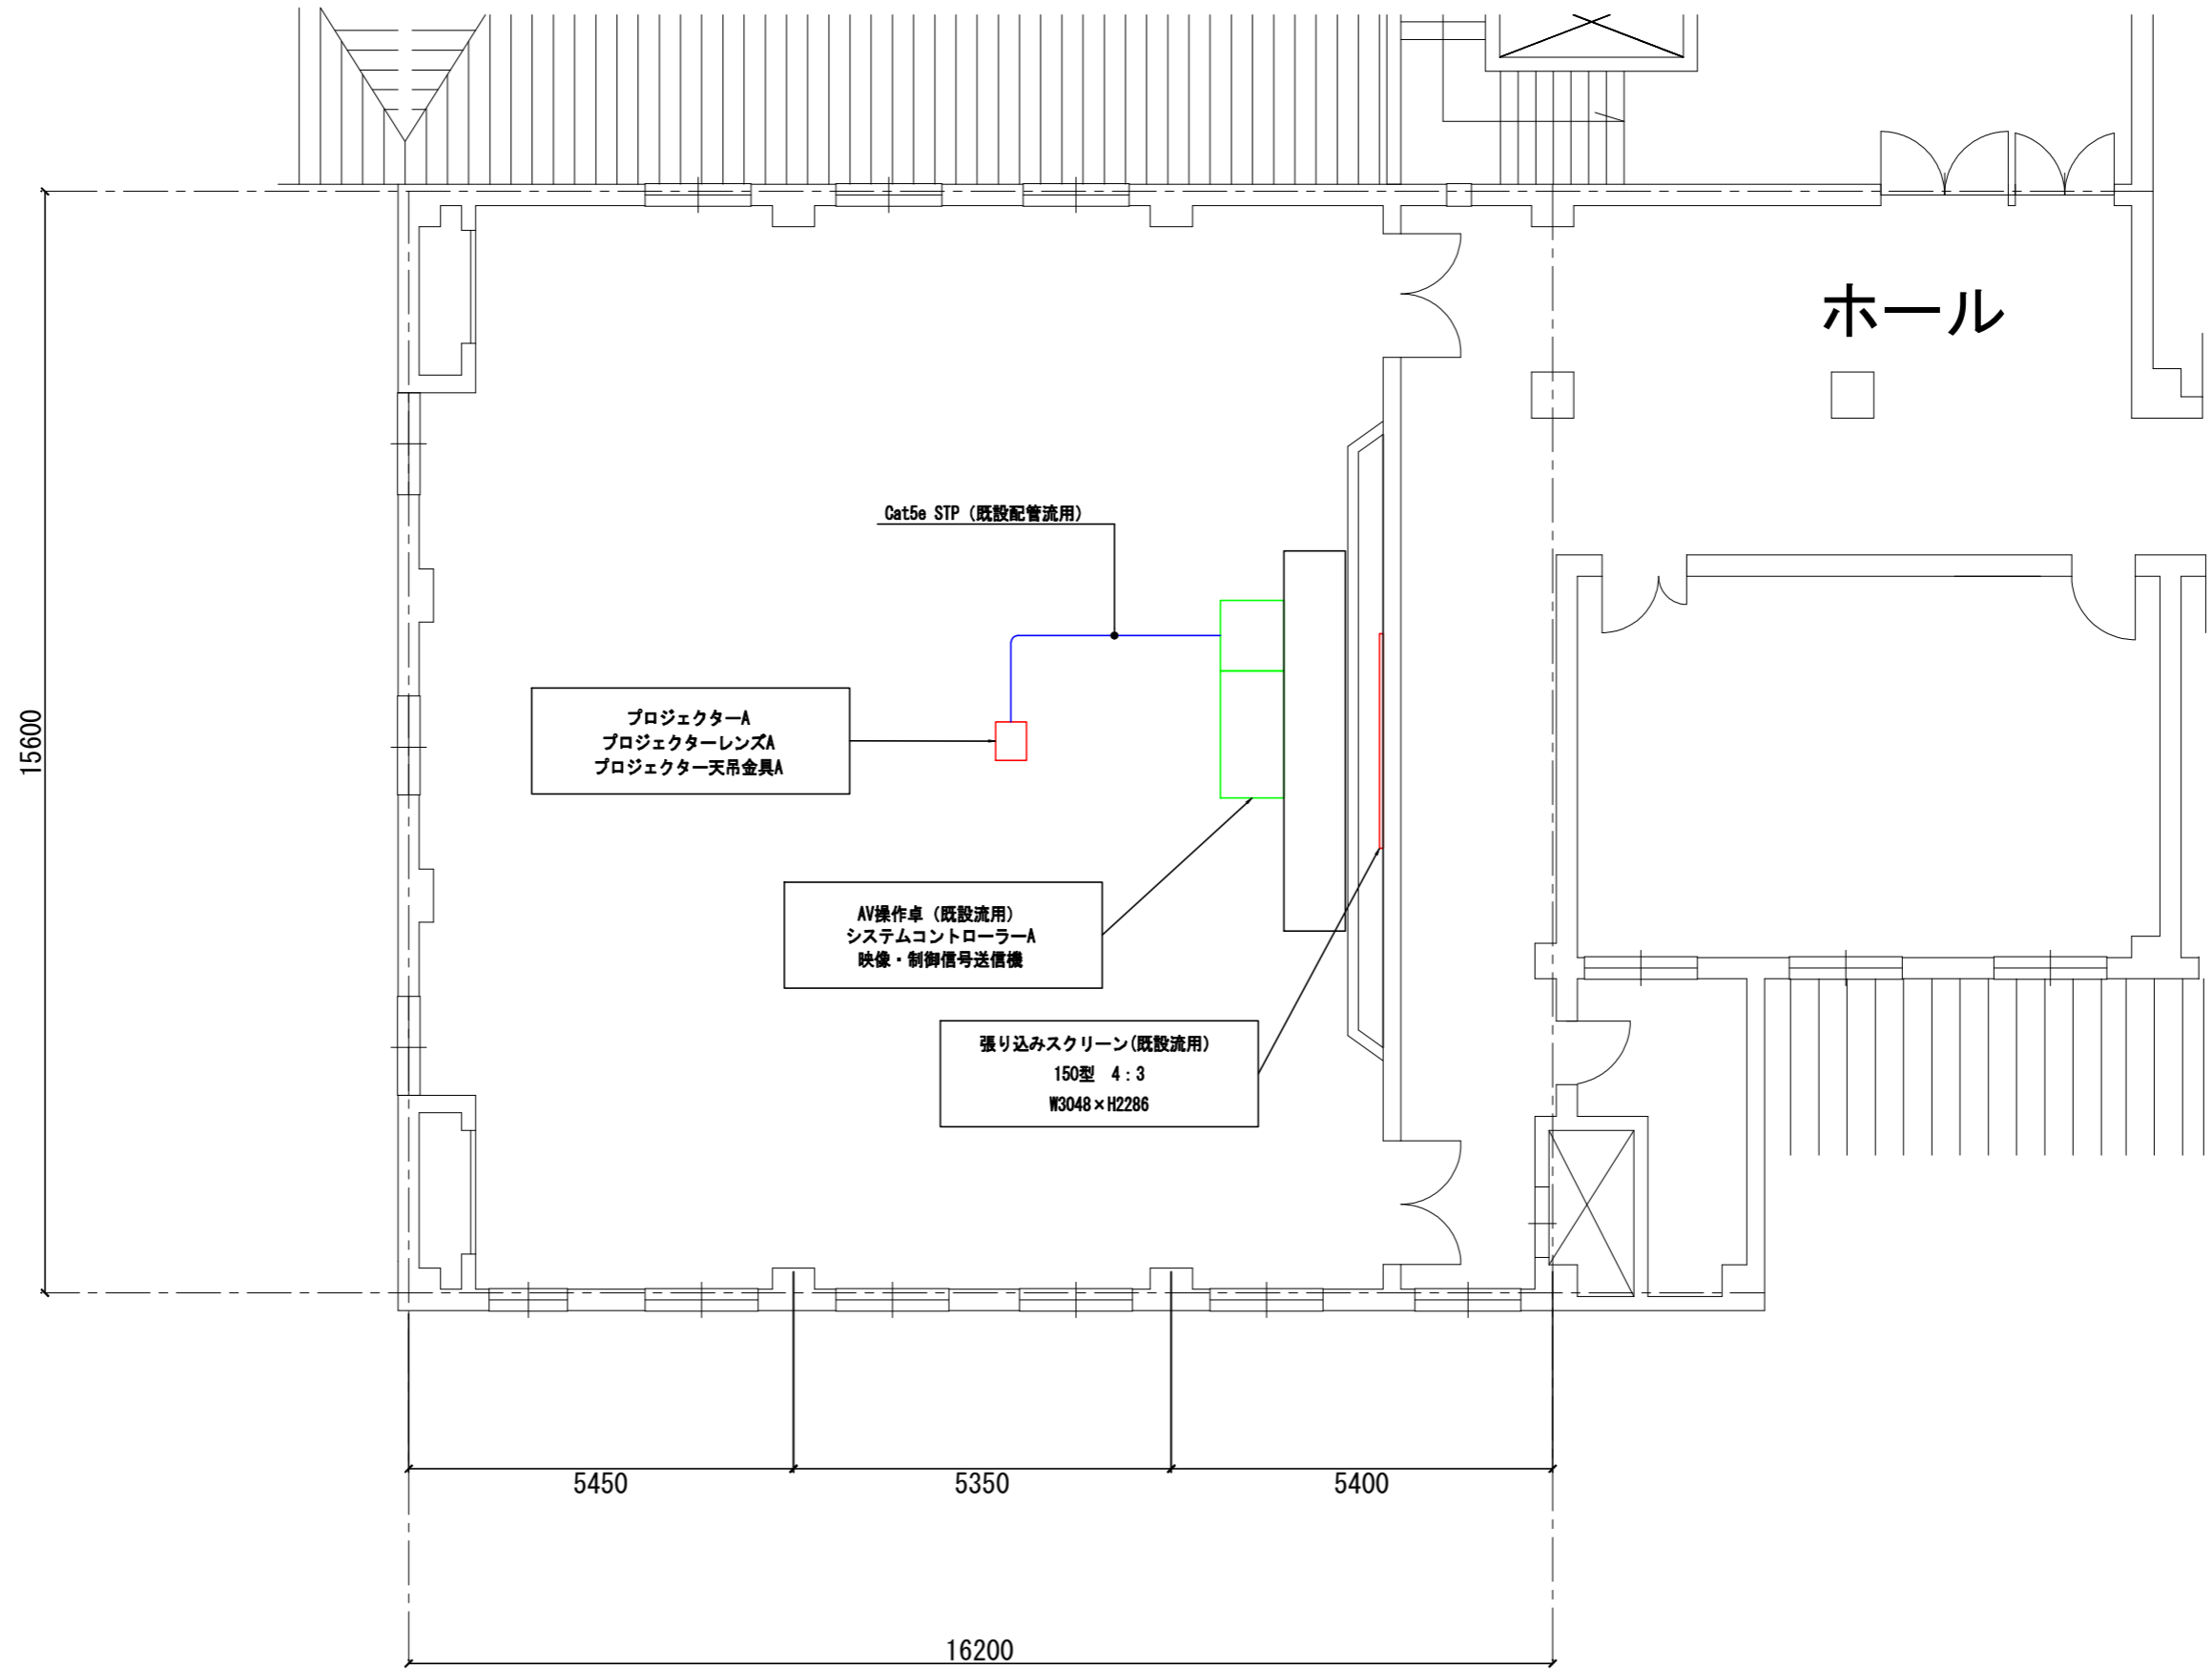 ホール
Cat5e STP（既設配管流用）
15600
プロジェクターA
プロジェクターレンズA
プロジェクター天吊金具A
AV操作卓（既設流用）
システムコントローラーA
映像・制御信号送信機
張り込みスクリーン(既設流用)
150型　4：3
W3048×H2286
5450
5350
5400
16200